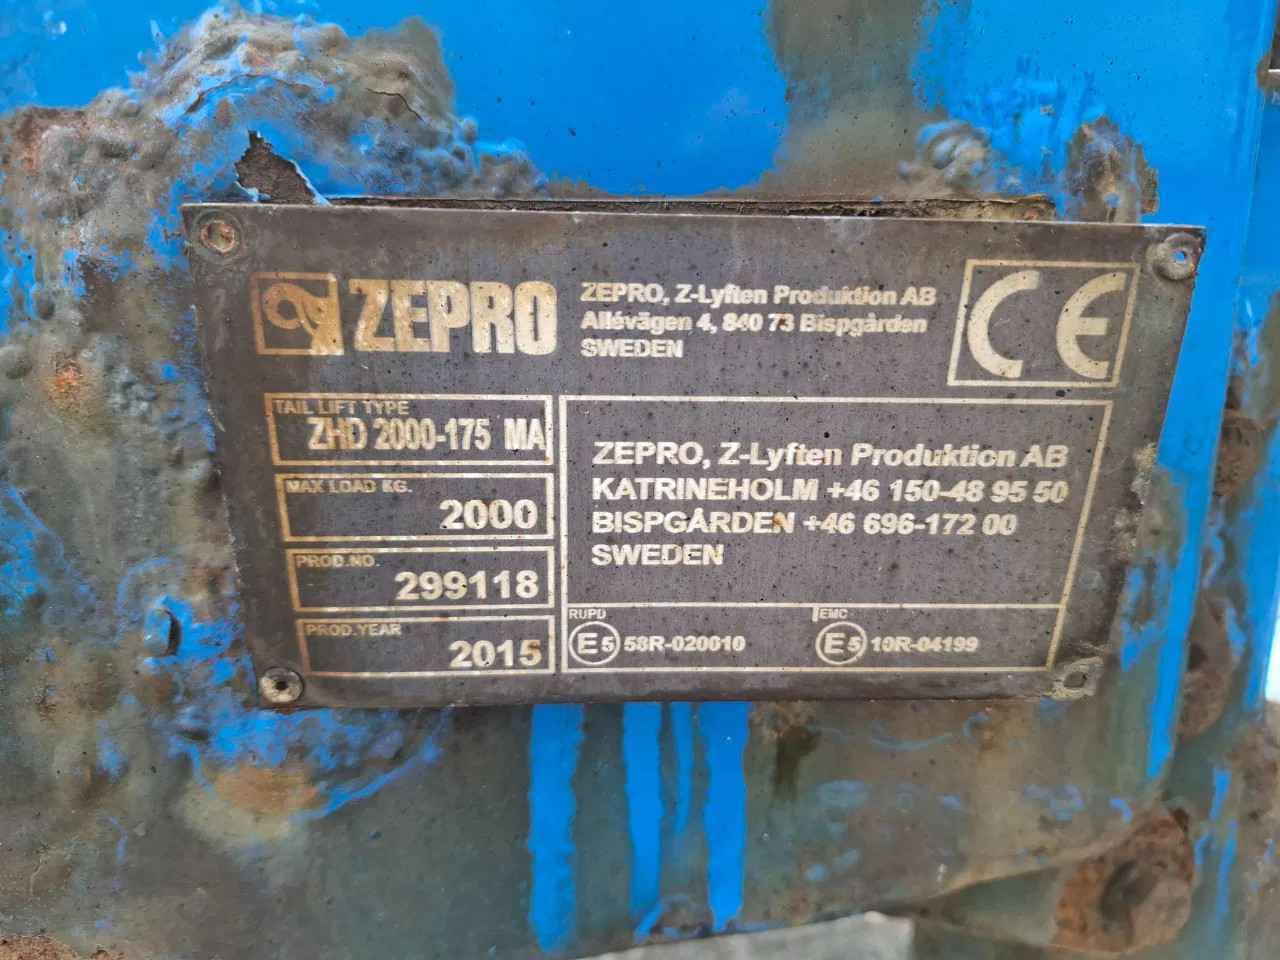 ZEPRO
ZEPRO, Z-Lyften Produktion AB
Allévägen 4, 840 73 Bispgården
SWEDEN
CE
TAIL LIFT TYPE
ZHD 2000-175 MA
MAX LOAD KG.
2000
PROD.NO.
299118
PROD.YEAR
2015
ZEPRO, Z-Lyften Produktion AB
KATRINEHOLM +46 150-48 95 50
BISPGÅRDEN +46 696-172 00
SWEDEN
RUPD
E5 58R-020010
EMC
E5 10R-04199